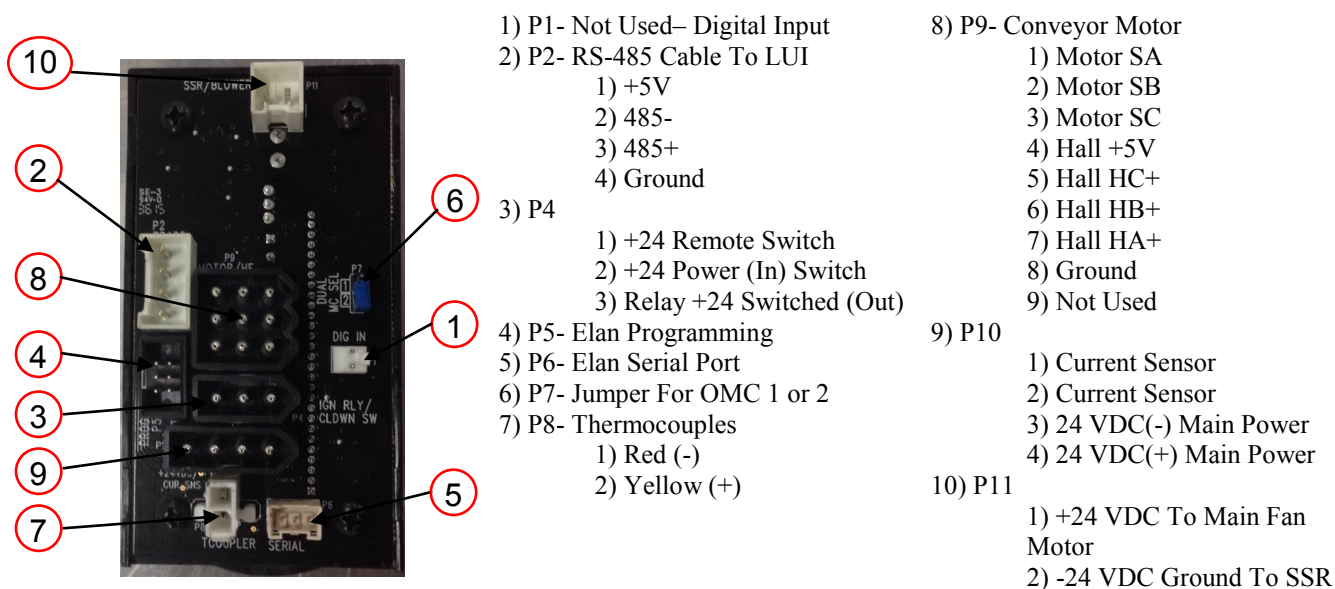 10
2
8
4
3
9
7
6
1
5
SSR/BLOWER
P11
P2
P9
MOTOR/HE
P7
DUAL
MC SEL
1
2
DIG IN
IGN RLY/
CLDWN SW
P4
PROG
P5
+24VDC/
CUR SNS
P8
TCOUPLER
SERIAL
P6
1) P1- Not Used– Digital Input
2) P2- RS-485 Cable To LUI
1) +5V
2) 485-
3) 485+
4) Ground
3) P4
1) +24 Remote Switch
2) +24 Power (In) Switch
3) Relay +24 Switched (Out)
4) P5- Elan Programming
5) P6- Elan Serial Port
6) P7- Jumper For OMC 1 or 2
7) P8- Thermocouples
1) Red (-)
2) Yellow (+)
8) P9- Conveyor Motor
1) Motor SA
2) Motor SB
3) Motor SC
4) Hall +5V
5) Hall HC+
6) Hall HB+
7) Hall HA+
8) Ground
9) Not Used
9) P10
1) Current Sensor
2) Current Sensor
3) 24 VDC(-) Main Power
4) 24 VDC(+) Main Power
10) P11
1) +24 VDC To Main Fan
Motor
2) -24 VDC Ground To SSR